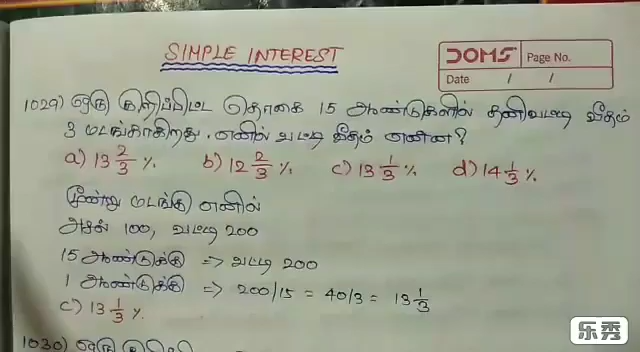 SIMPLE INTEREST
DOMS Page No.
Date / /
1029) ஒரு குறிப்பிட்ட தொகை 15 ஆண்டுகளில் தனிவட்டி வீதம்
3 மடங்காகிறது. எனில் வட்டி வீதம் என்ன?
a) 13 2/3 % b) 12 2/3 % c) 13 1/3 % d) 14 1/3 %
மூன்று மடங்கு எனில்
அசல் 100, வட்டி 200
15 ஆண்டுக்கு => வட்டி 200
1 ஆண்டுக்கு => 200/15 = 40/3 = 13 1/3
c) 13 1/3 %
1030) ஒரு
乐秀